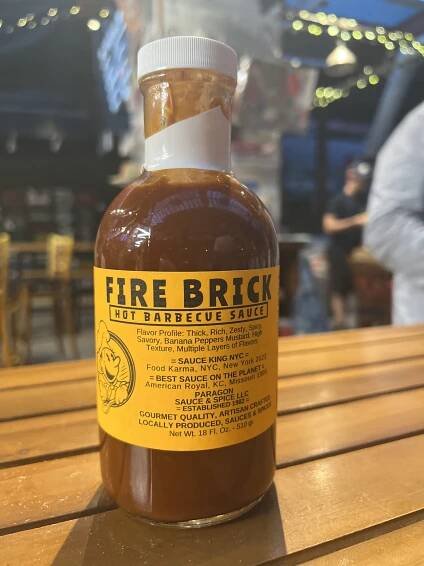 FIRE BRICK
HOT BARBECUE SAUCE
Flavor Profile: Thick, Rich, Zesty, Spicy,
Savory, Banana Peppers Mustard, High
Texture, Multiple Layers of Flavors
= SAUCE KING NYC =
Food Karma, NYC, New York
= BEST SAUCE ON THE PLANET =
American Royal, KC, Missouri
PARAGON
SAUCE & SPICE LLC
= ESTABLISHED 1982 =
GOURMET QUALITY, ARTISAN CRAFTED
LOCALLY PRODUCED, SAUCES & SPICES
Net Wt. 18 Fl. Oz. - 510 g